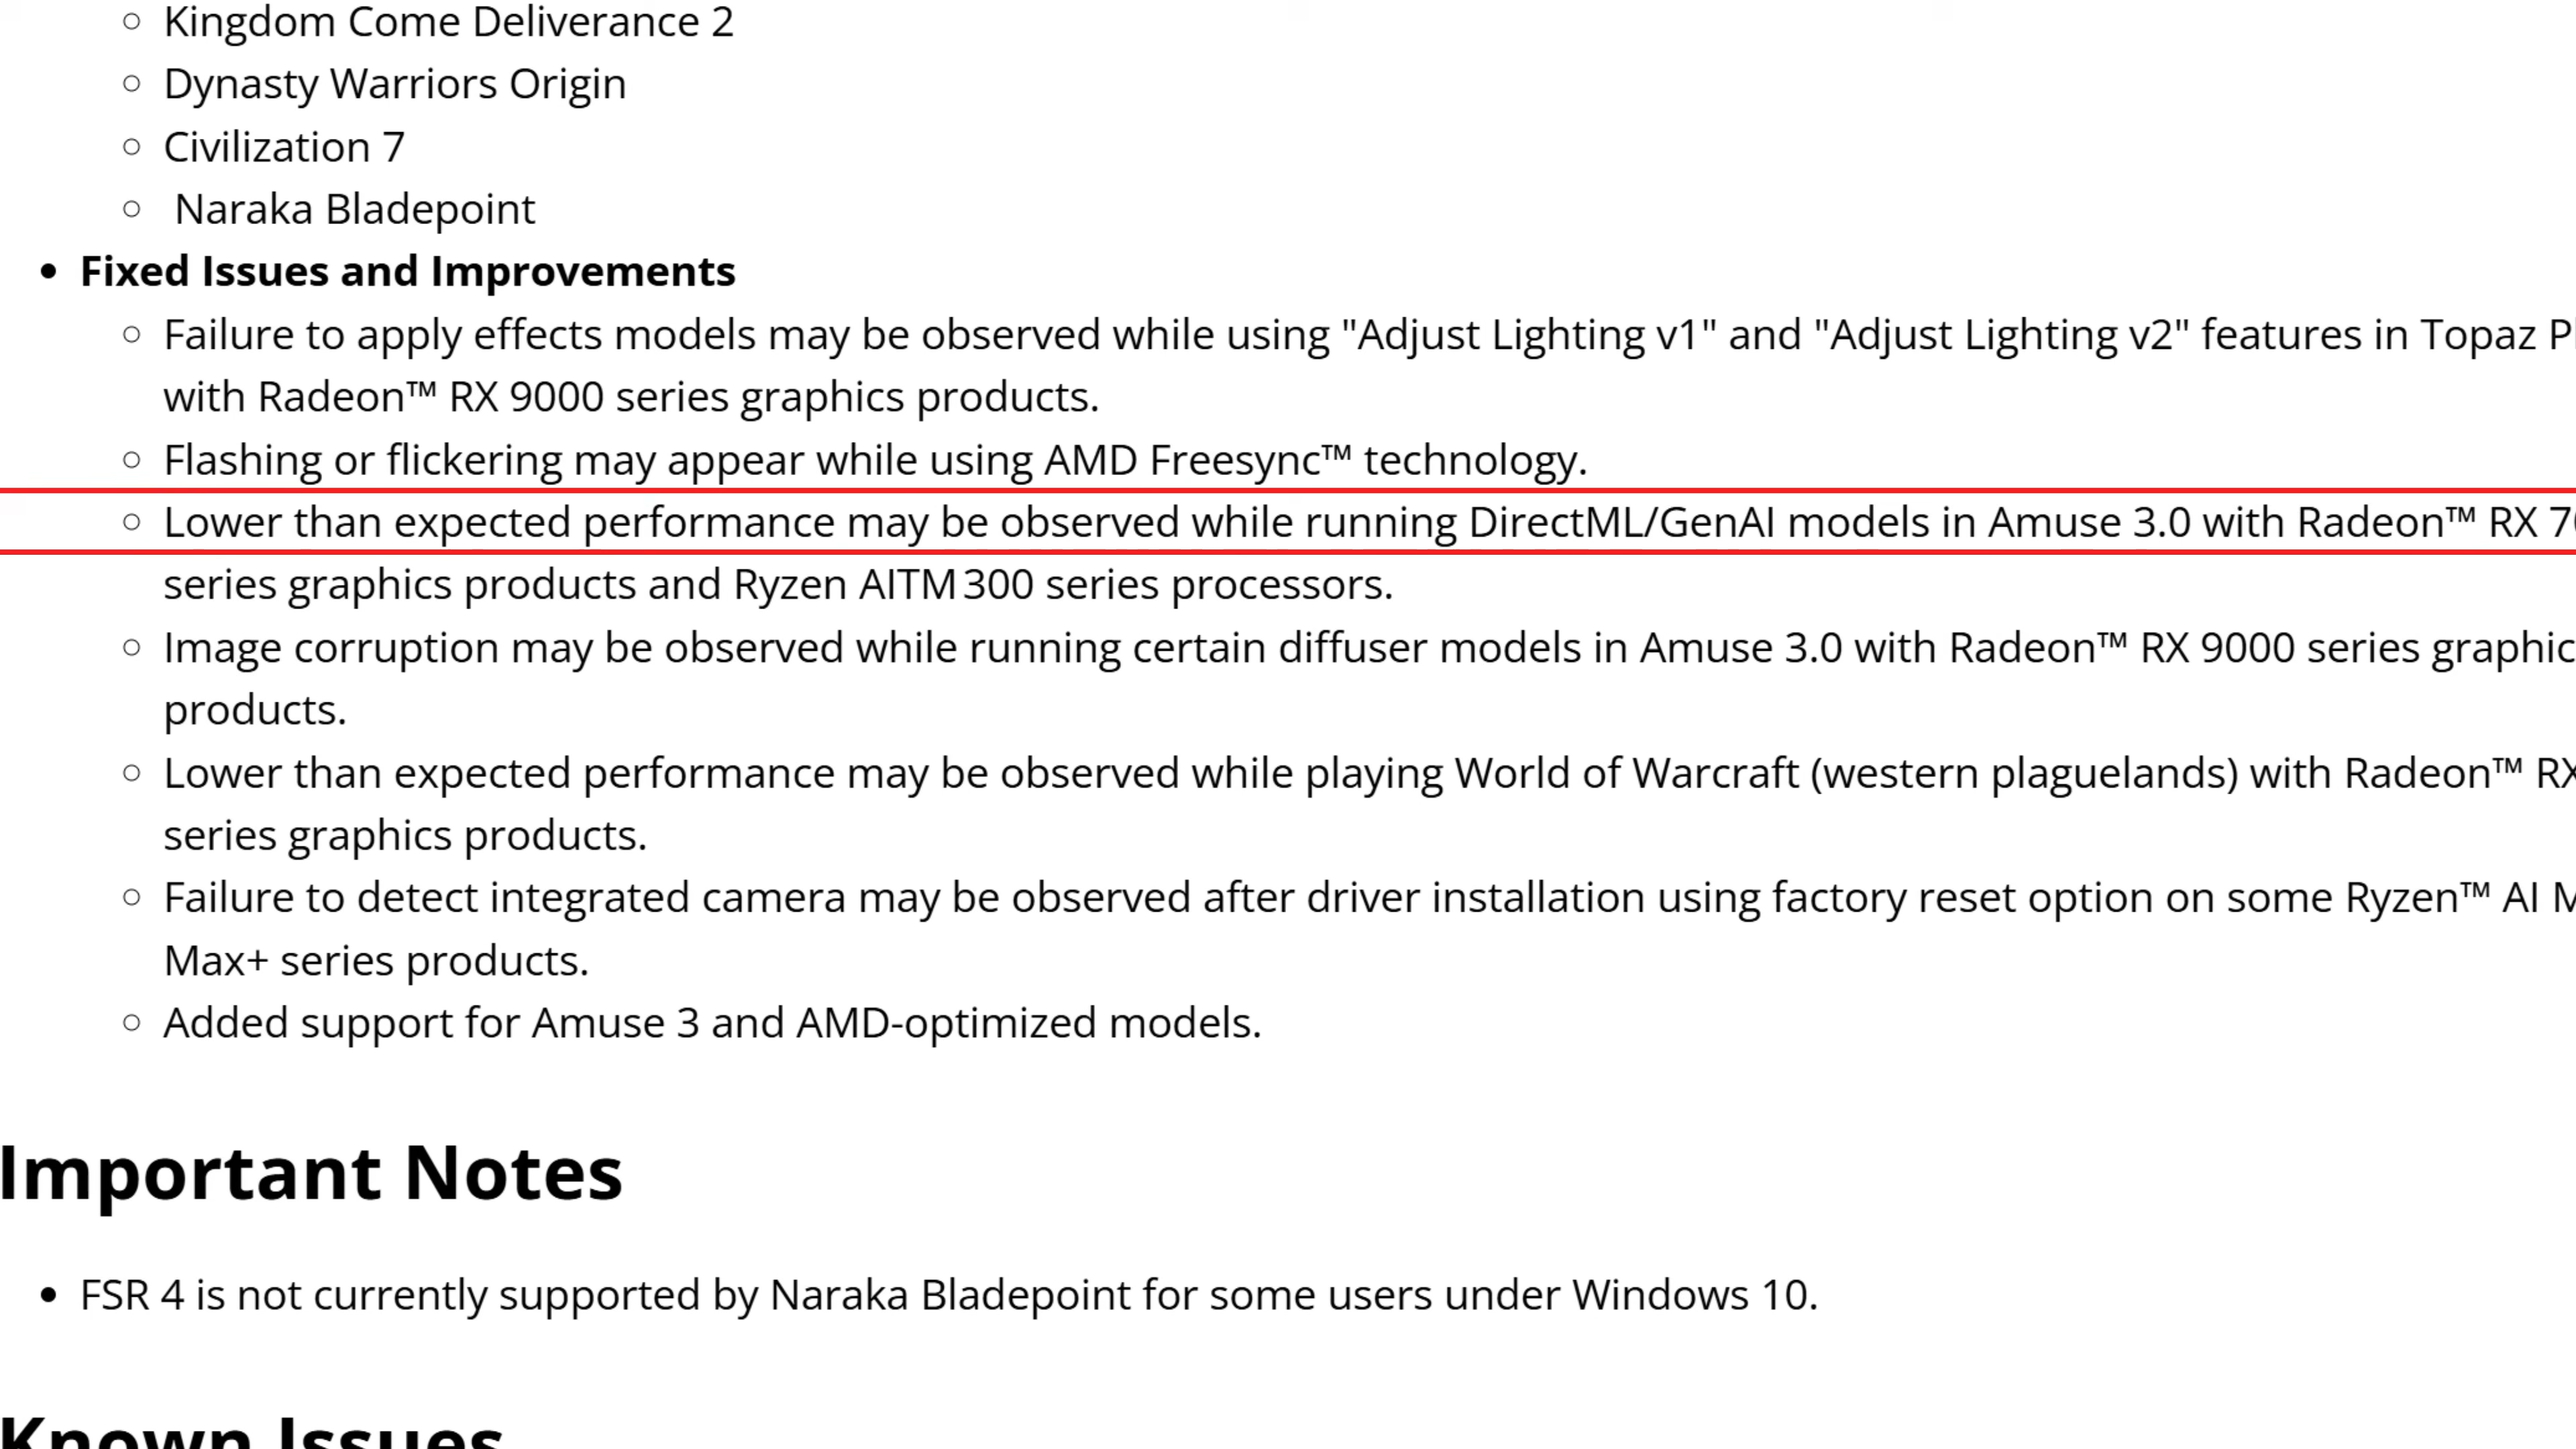 Kingdom Come Deliverance 2
Dynasty Warriors Origin
Civilization 7
Naraka Bladepoint
Fixed Issues and Improvements
Failure to apply effects models may be observed while using "Adjust Lighting v1" and "Adjust Lighting v2" features in Topaz
with Radeon™ RX 9000 series graphics products.
Flashing or flickering may appear while using AMD Freesync™ technology.
Lower than expected performance may be observed while running DirectML/GenAI models in Amuse 3.0 with Radeon™ RX
series graphics products and Ryzen AITM 300 series processors.
Image corruption may be observed while running certain diffuser models in Amuse 3.0 with Radeon™ RX 9000 series graphic
products.
Lower than expected performance may be observed while playing World of Warcraft (western plaguelands) with Radeon™ RX
series graphics products.
Failure to detect integrated camera may be observed after driver installation using factory reset option on some Ryzen™ AI
Max+ series products.
Added support for Amuse 3 and AMD-optimized models.
Important Notes
FSR 4 is not currently supported by Naraka Bladepoint for some users under Windows 10.
Known Issues